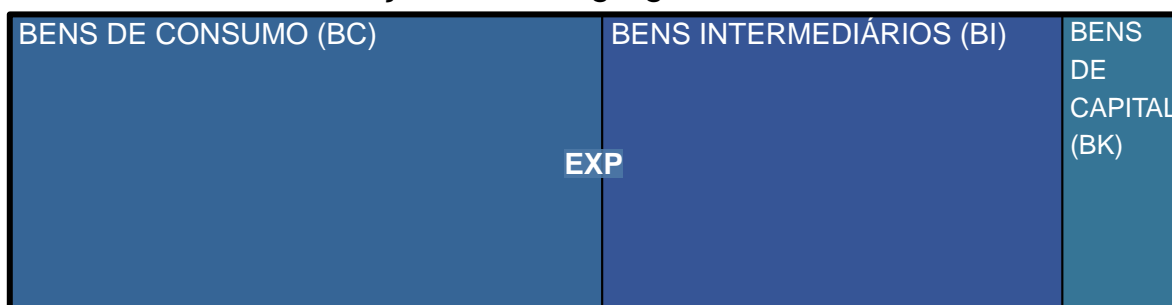 BENS DE CONSUMO (BC)
BENS INTERMEDIÁRIOS (BI)
BENS
DE
CAPITAL
(BK)
EXP